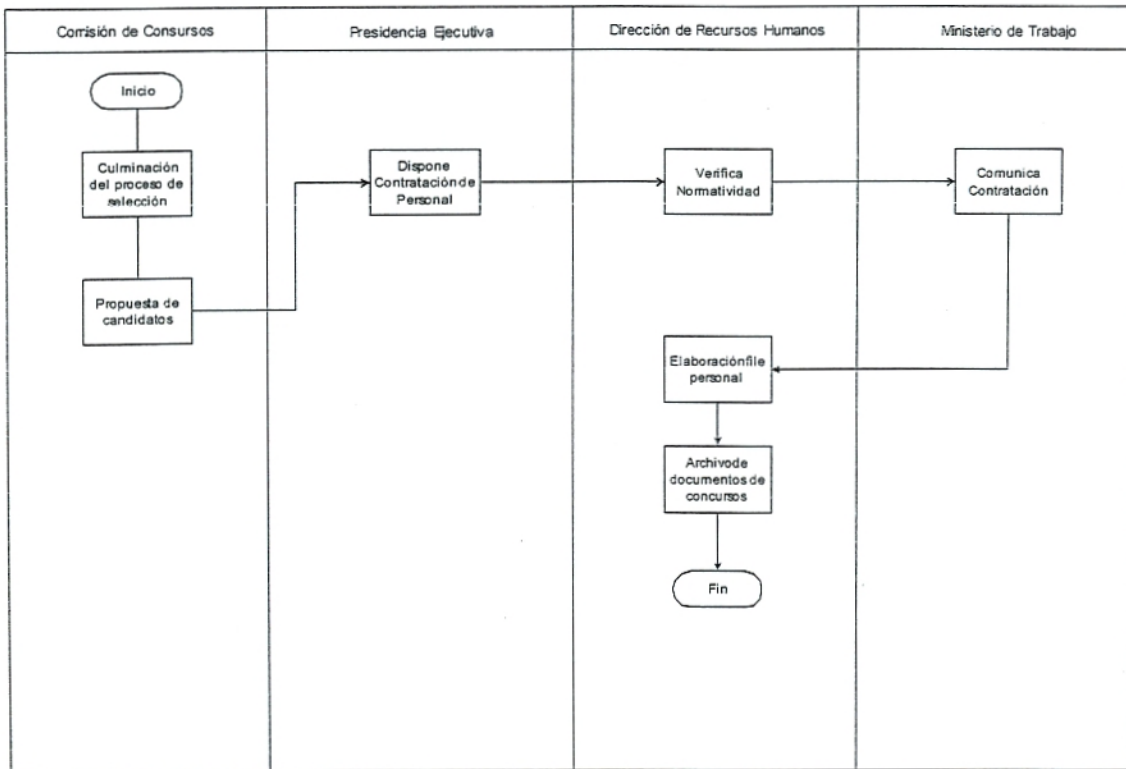 Comisión de Consursos
Presidencia Ejecutiva
Dirección de Recursos Humanos
Ministerio de Trabajo
Inicio
Culminación
del proceso de
selección
Propuesta de
candidatos
Dispone
Contratación de
Personal
Verifica
Normatividad
Comunica
Contratación
Elaboraciónfile
personal
Archivode
documentos de
concursos
Fin